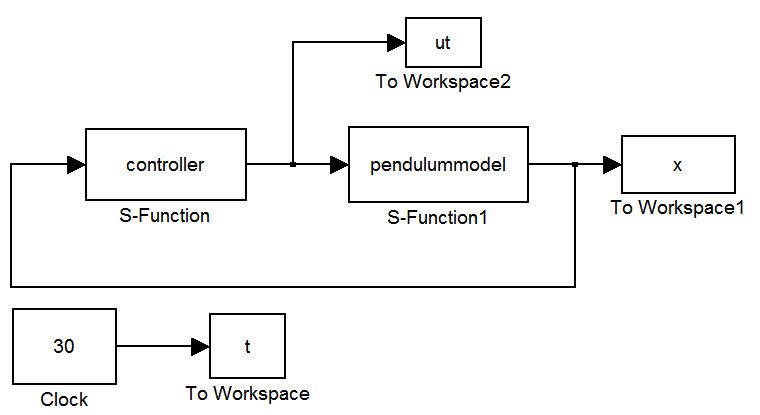 ut
To Workspace2
controller
S-Function
pendulummodel
S-Function1
x
To Workspace1
30
Clock
t
To Workspace